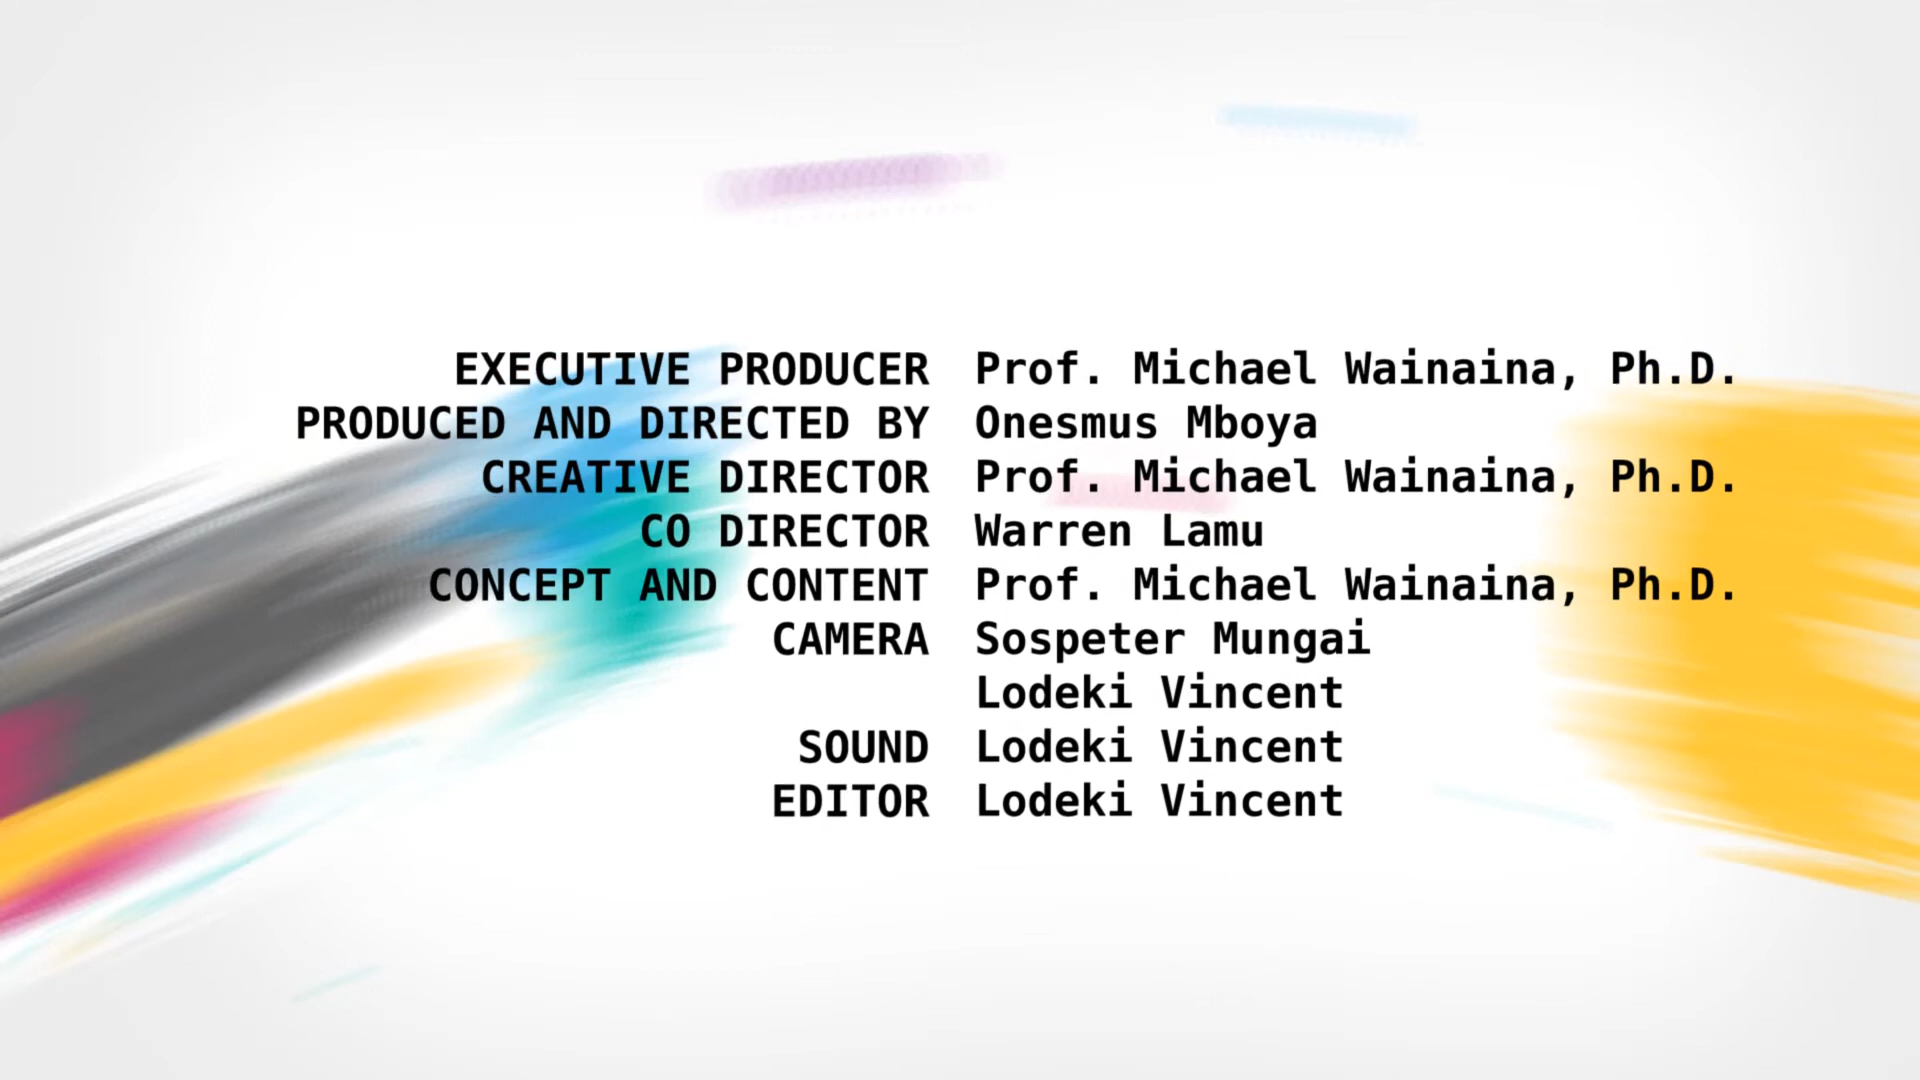 EXECUTIVE PRODUCER Prof. Michael Wainaina, Ph.D.
PRODUCED AND DIRECTED BY Onesmus Mboya
CREATIVE DIRECTOR Prof. Michael Wainaina, Ph.D.
CO DIRECTOR Warren Lamu
CONCEPT AND CONTENT Prof. Michael Wainaina, Ph.D.
CAMERA Sospeter Mungai
Lodeki Vincent
SOUND Lodeki Vincent
EDITOR Lodeki Vincent